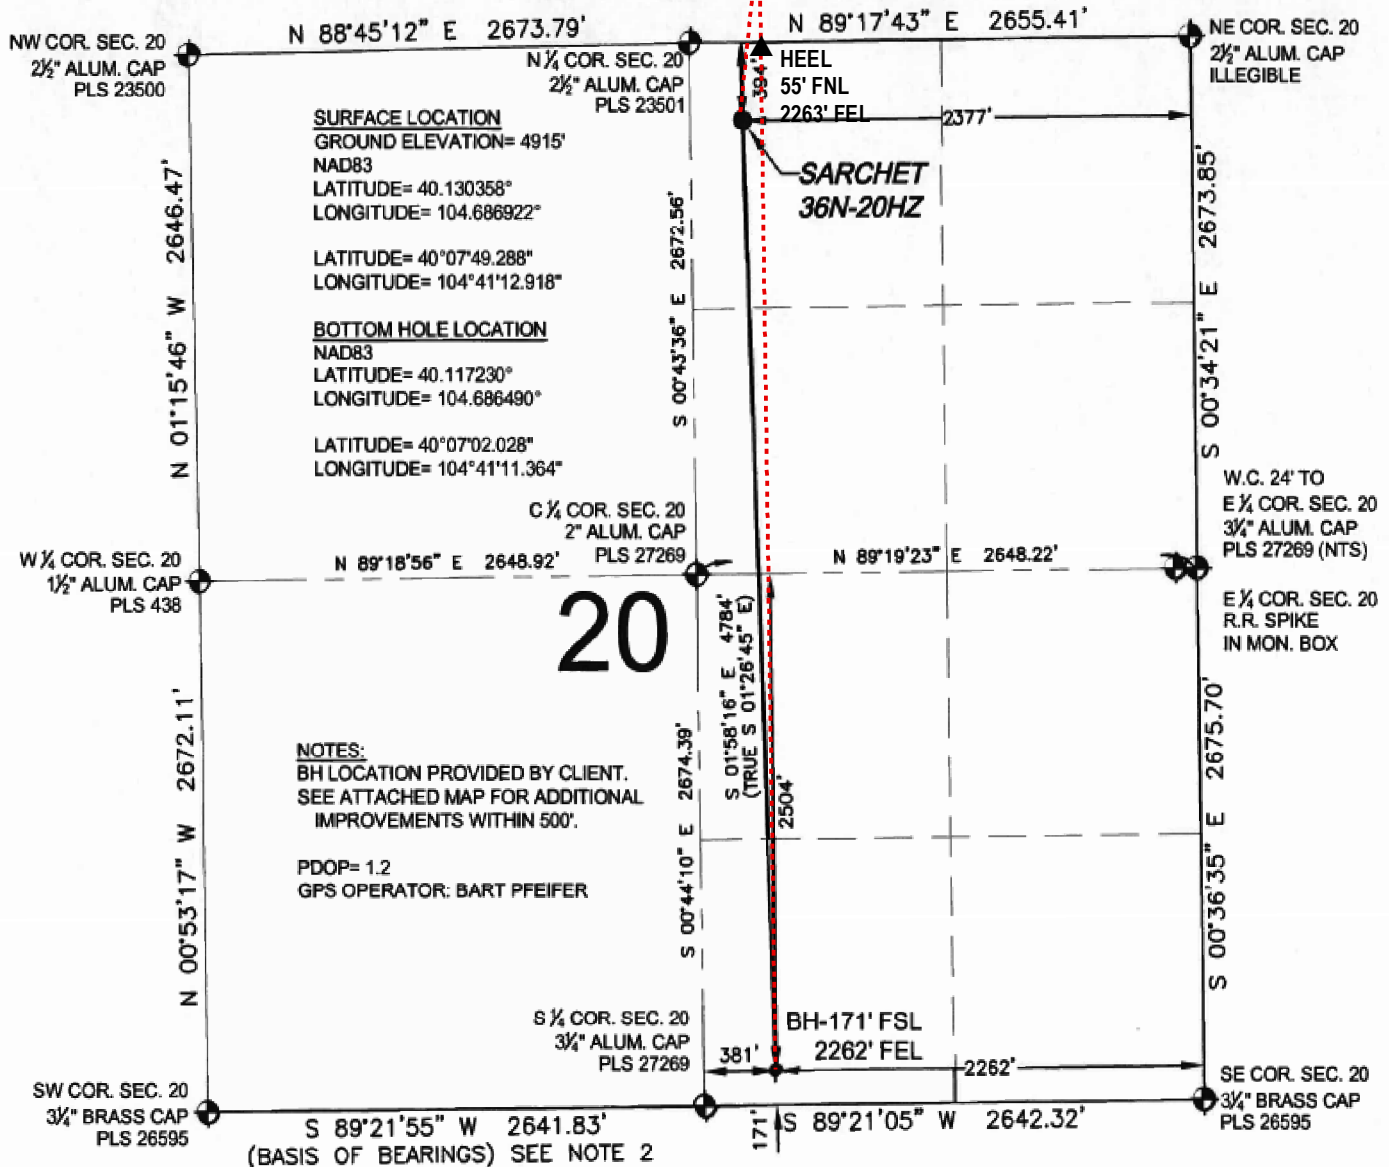 N 88°45'12" E 2673.79'
N 89°17'43" E 2655.41'
NW COR. SEC. 20
2½" ALUM. CAP
PLS 23500
N ¼ COR. SEC. 20
2½" ALUM. CAP
PLS 23501
NE COR. SEC. 20
2½" ALUM. CAP
ILLEGIBLE
394'
HEEL
55' FNL
2263' FEL
2377'
SARCHET
36N-20HZ
SURFACE LOCATION
GROUND ELEVATION= 4915'
NAD83
LATITUDE= 40.130358°
LONGITUDE= 104.686922°
LATITUDE= 40°07'49.288"
LONGITUDE= 104°41'12.918"
BOTTOM HOLE LOCATION
NAD83
LATITUDE= 40.117230°
LONGITUDE= 104.686490°
LATITUDE= 40°07'02.028"
LONGITUDE= 104°41'11.364"
N 01°15'46" W 2646.47'
S 00°43'36" E 2672.56'
S 00°34'21" E 2673.85'
C ¼ COR. SEC. 20
2" ALUM. CAP
PLS 27269
W.C. 24' TO
E ¼ COR. SEC. 20
3¼" ALUM. CAP
PLS 27269 (NTS)
W ¼ COR. SEC. 20
1½" ALUM. CAP
PLS 438
N 89°18'56" E 2648.92'
N 89°19'23" E 2648.22'
E ¼ COR. SEC. 20
R.R. SPIKE
IN MON. BOX
20
S 01°58'16" E 4784'
(TRUE S 01°26'45" E)
2504'
N 00°53'17" W 2672.11'
S 00°44'10" E 2674.39'
S 00°36'35" E 2675.70'
NOTES:
BH LOCATION PROVIDED BY CLIENT.
SEE ATTACHED MAP FOR ADDITIONAL
IMPROVEMENTS WITHIN 500'.
PDOP= 1.2
GPS OPERATOR: BART PFEIFER
S ¼ COR. SEC. 20
3¼" ALUM. CAP
PLS 27269
381'
BH-171' FSL
2262' FEL
2262'
SW COR. SEC. 20
3¼" BRASS CAP
PLS 26595
SE COR. SEC. 20
3¼" BRASS CAP
PLS 26595
S 89°21'55" W 2641.83'
(BASIS OF BEARINGS) SEE NOTE 2
171'
S 89°21'05" W 2642.32'